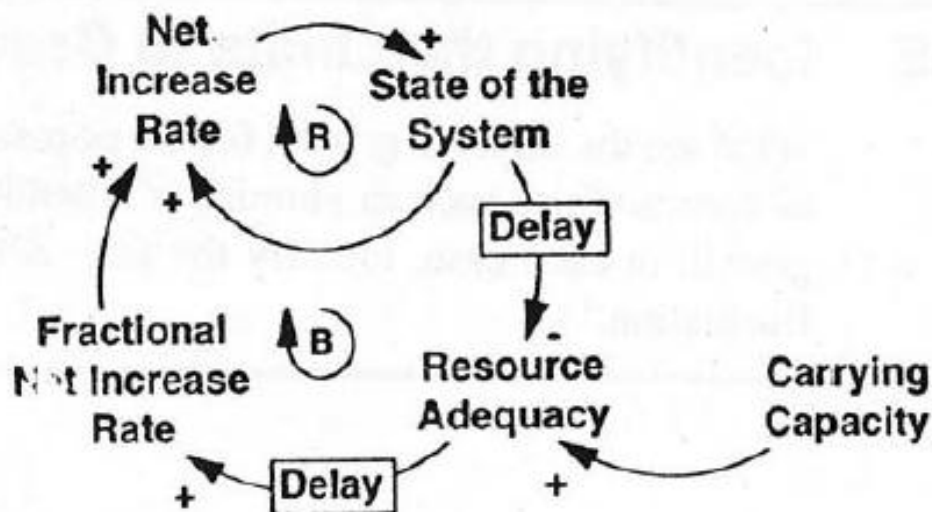 Net
Increase
Rate
+
State of the
System
R
+
+
Delay
-
B
Fractional
Net Increase
Rate
Resource
Adequacy
Carrying
Capacity
+
Delay
+